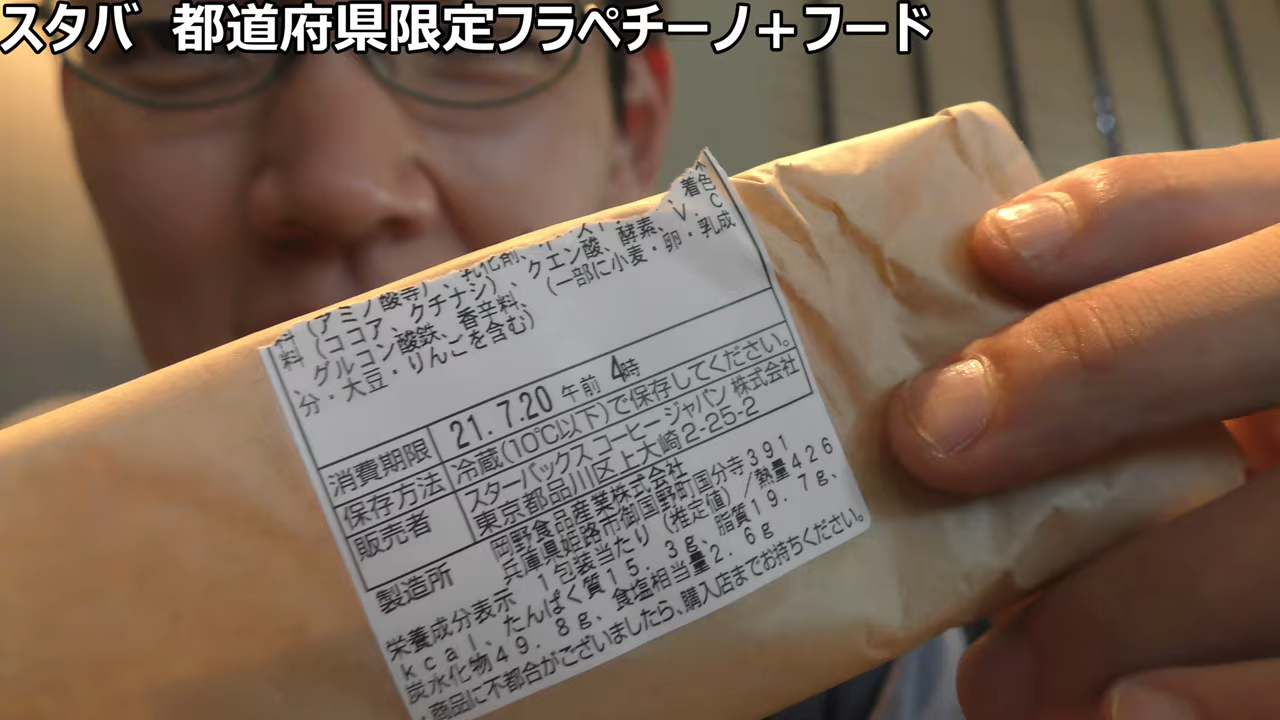 スタバ 都道府県限定フラペチーノ＋フード
料(アミノ酸等)、乳化剤、
料(ココア、クチナシ)、クエン酸、酵素、V.C
グルコン酸鉄、香辛料、(一部に小麦・卵・乳成
分・大豆・りんごを含む)
消費期限 21.7.20 午前 4時
保存方法 冷蔵(10℃以下)で保存してください。
販売者 スターバックス コーヒー ジャパン 株式会社
東京都品川区上大崎2-25-2
製造所 岡野食品産業株式会社
兵庫県姫路市御国野町国分寺391
栄養成分表示 1包装当たり(推定値)／熱量426
kcal、たんぱく質15.3g、脂質19.7g、
炭水化物49.8g、食塩相当量2.6g
・商品に不都合がございましたら、購入店までお持ちください。